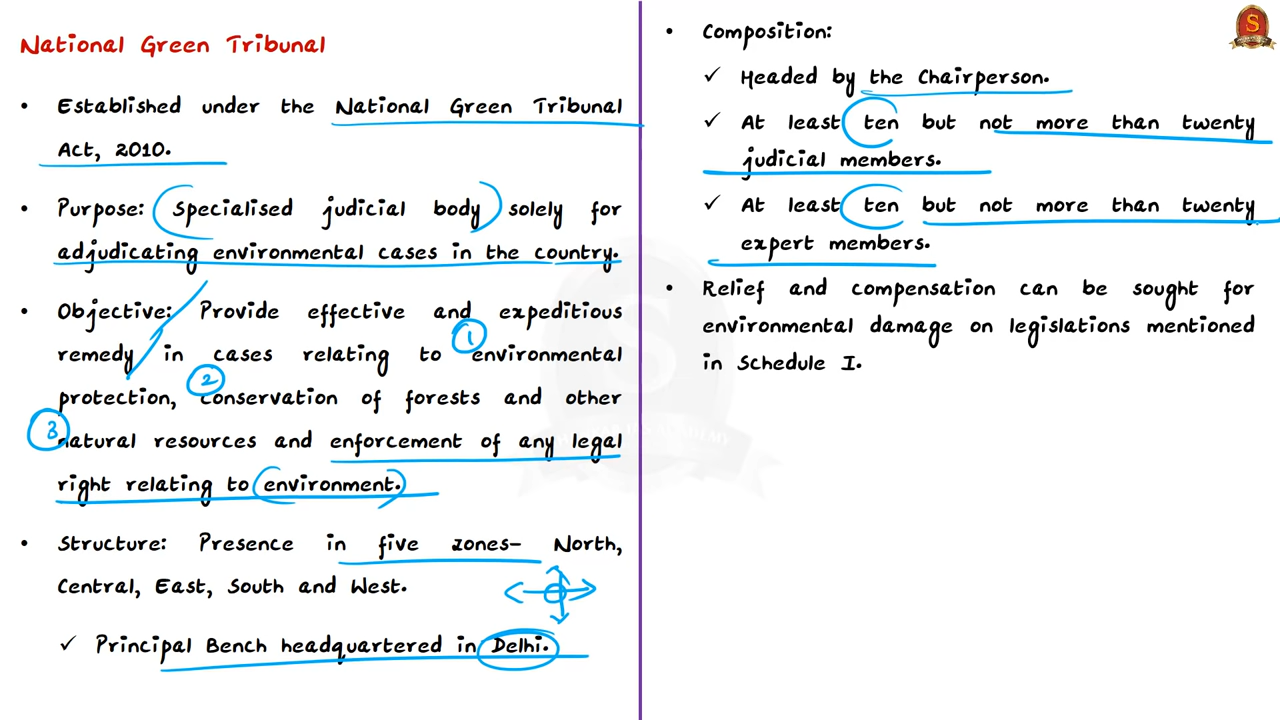 National Green Tribunal
• Established under the National Green Tribunal
Act, 2010.
• Purpose: Specialised judicial body solely for
adjudicating environmental cases in the country.
• Objective: Provide effective and expeditious
remedy in cases relating to 1 environmental
protection, 2 conservation of forests and other
3 natural resources and enforcement of any legal
right relating to environment.
• Structure: Presence in five zones- North,
Central, East, South and West.
✓ Principal Bench headquartered in Delhi.
• Composition:
✓ Headed by the Chairperson.
✓ At least ten but not more than twenty
judicial members.
✓ At least ten but not more than twenty
expert members.
• Relief and compensation can be sought for
environmental damage on legislations mentioned
in Schedule I.
S